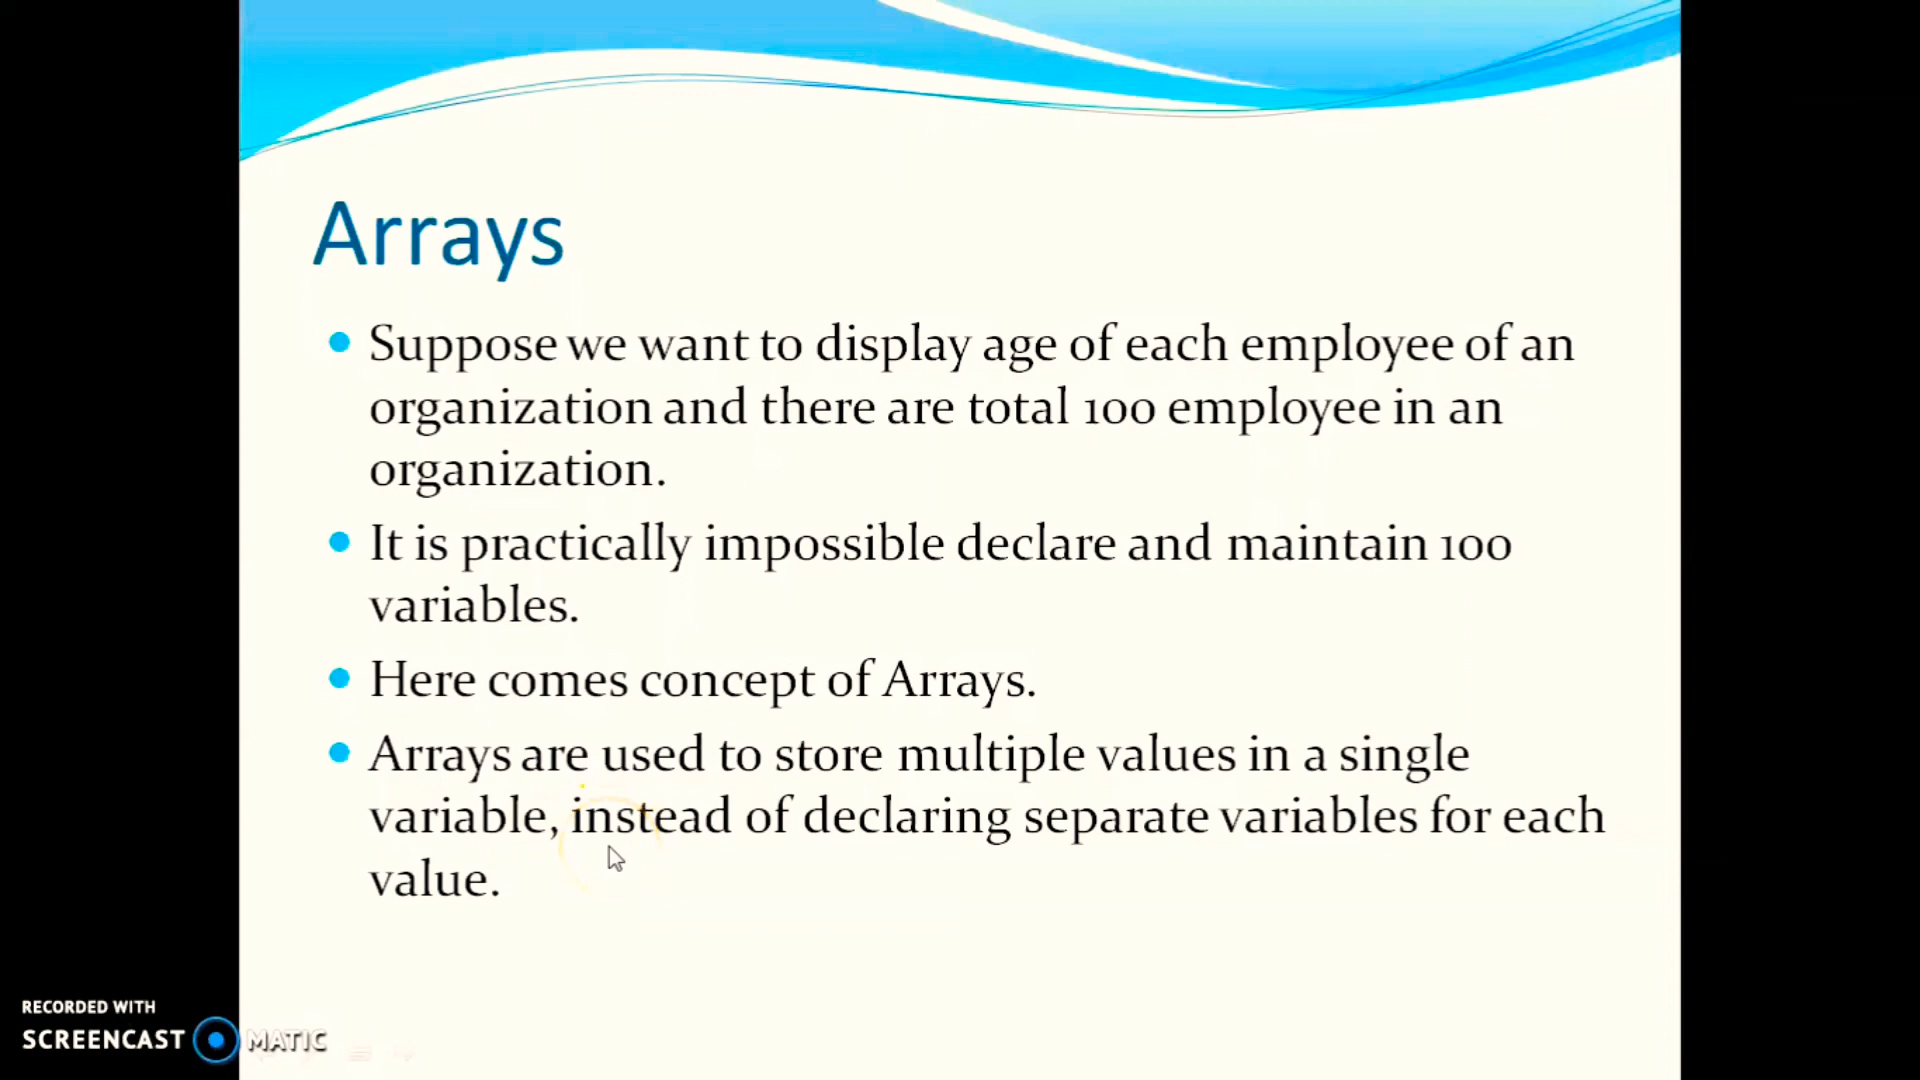 Arrays
Suppose we want to display age of each employee of an
organization and there are total 100 employee in an
organization.
It is practically impossible declare and maintain 100
variables.
Here comes concept of Arrays.
Arrays are used to store multiple values in a single
variable, instead of declaring separate variables for each
value.
RECORDED WITH
SCREENCAST MATIC